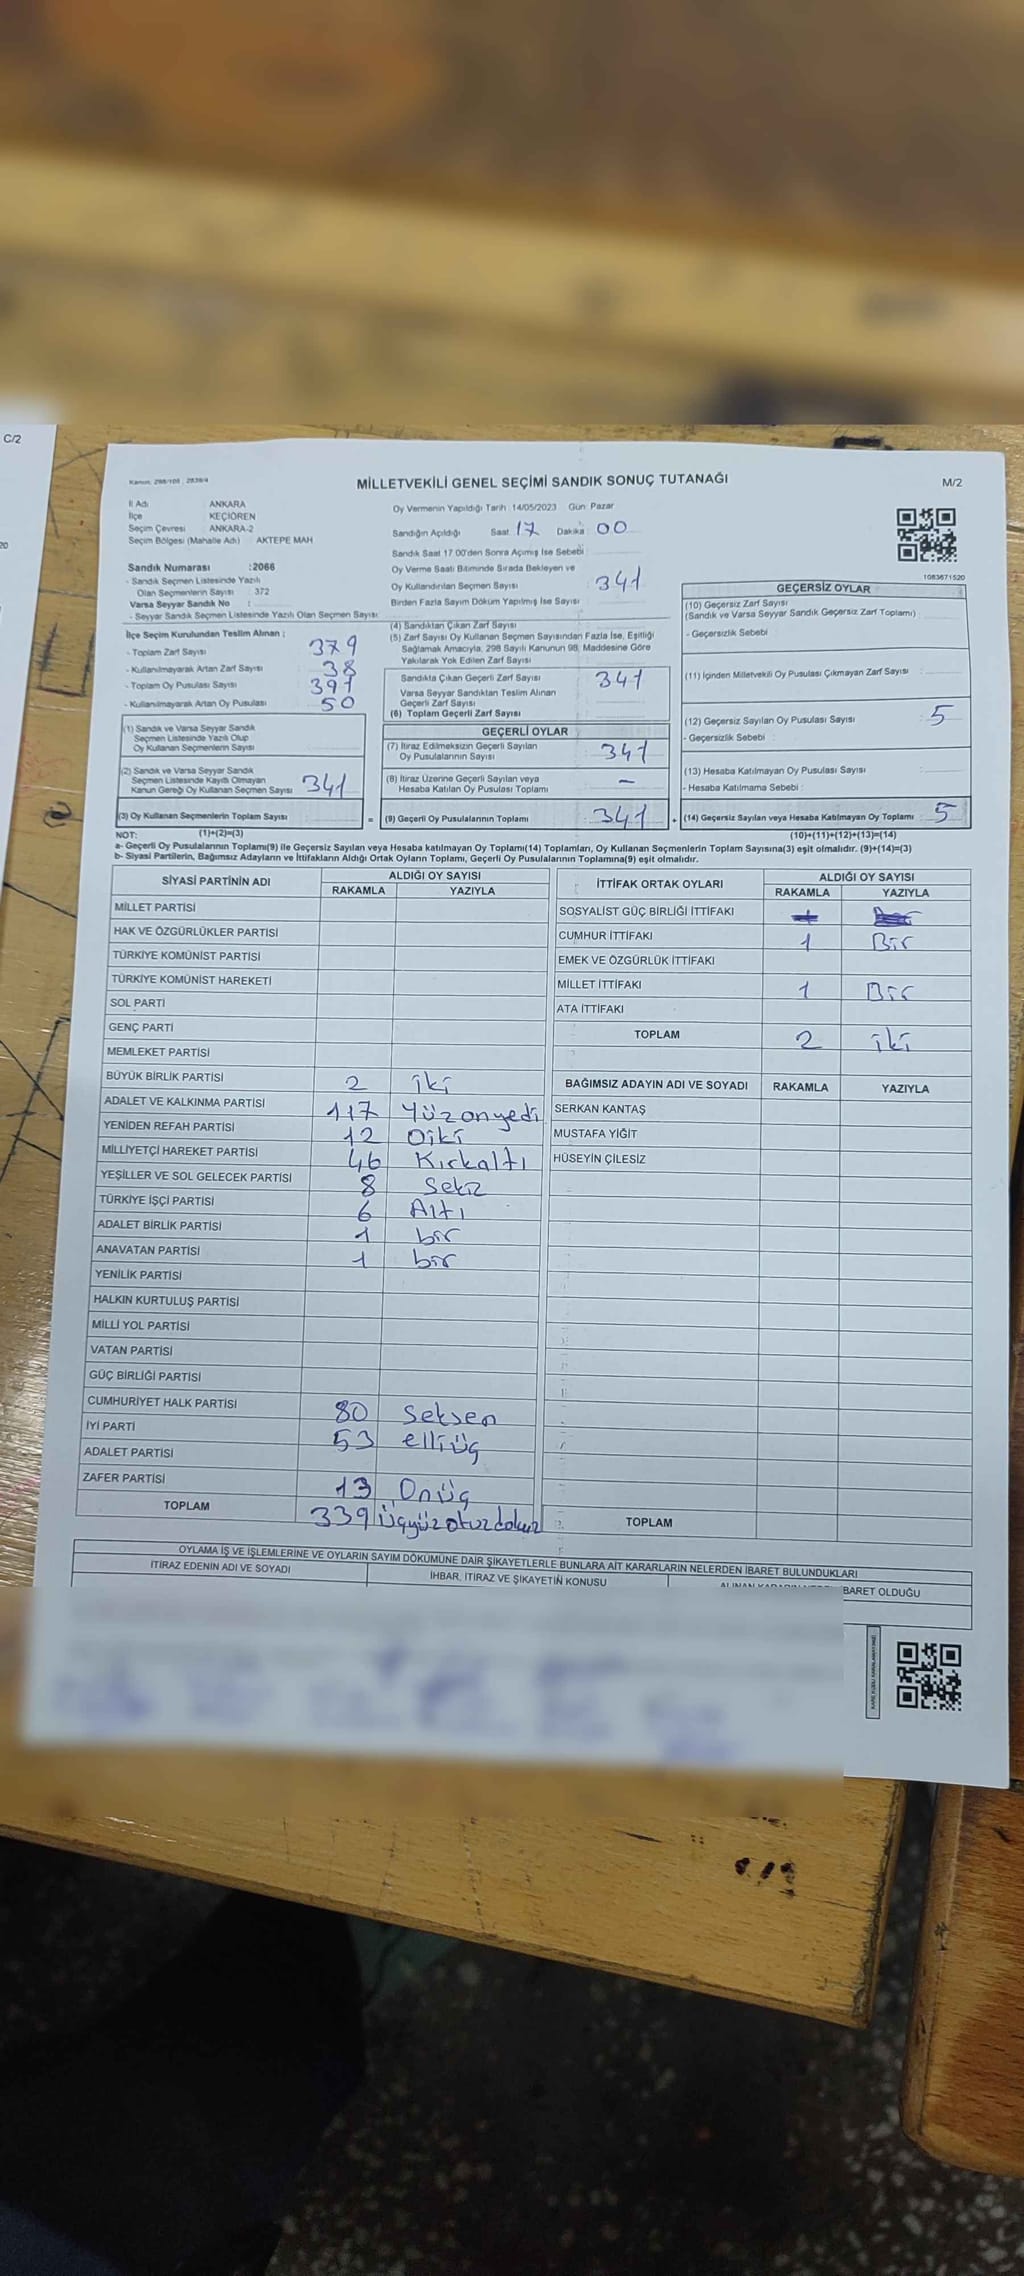 C/2
20
MİLLETVEKİLİ GENEL SEÇİMİ SANDIK SONUÇ TUTANAĞI
M/2
İl Adı : ANKARA
İlçe : KEÇİÖREN
Seçim Çevresi : ANKARA-2
Seçim Bölgesi (Mahalle Adı) : AKTEPE MAH
Sandık Numarası :2066
- Sandık Seçmen Listesinde Yazılı
Olan Seçmenlerin Sayısı : 372
Varsa Seyyar Sandık No :
- Seyyar Sandık Seçmen Listesinde Yazılı Olan Seçmen Sayısı
Oy Vermenin Yapıldığı Tarih :14/05/2023 Gün :Pazar
Sandığın Açıldığı Saat 17 Dakika 00
Sandık Saat 17.00'den Sonra Açımış İse Sebebi :
Oy Verme Saati Bitiminde Sırada Bekleyen ve
Oy Kullandırılan Seçmen Sayısı : 341
Birden Fazla Sayım Döküm Yapılmış İse Sayısı :
1083671520
İlçe Seçim Kurulundan Teslim Alınan ;
- Toplam Zarf Sayısı : 379
- Kullanılmayarak Artan Zarf Sayısı : 38
- Toplam Oy Pusulası Sayısı : 391
- Kullanılmayarak Artan Oy Pusulası : 50
(1) Sandık ve Varsa Seyyar Sandık
Seçmen Listesinde Yazılı Olup
Oy Kullanan Seçmenlerin Sayısı
(2) Sandık ve Varsa Seyyar Sandık
Seçmen Listesinde Kayıtlı Olmayan
Kanun Gereği Oy Kullanan Seçmen Sayısı : 341
(3) Oy Kullanan Seçmenlerin Toplam Sayısı
(1)+(2)=(3)
(4) Sandıktan Çıkan Zarf Sayısı
(5) Zarf Sayısı Oy Kullanan Seçmen Sayısından Fazla İse, Eşitliği
Sağlamak Amacıyla, 298 Sayılı Kanunun 98. Maddesine Göre
Yakılarak Yok Edilen Zarf Sayısı
Sandıkta Çıkan Geçerli Zarf Sayısı : 341
Varsa Seyyar Sandıktan Teslim Alınan
Geçerli Zarf Sayısı
(6) Toplam Geçerli Zarf Sayısı
GEÇERLİ OYLAR
(7) İtiraz Edilmeksizin Geçerli Sayılan
Oy Pusulalarının Sayısı : 341
(8) İtiraz Üzerine Geçerli Sayılan veya
Hesaba Katılan Oy Pusulası Toplamı : –
= (9) Geçerli Oy Pusulalarının Toplamı : 341 +
GEÇERSİZ OYLAR
(10) Geçersiz Zarf Sayısı
(Sandık ve Varsa Seyyar Sandık Geçersiz Zarf Toplamı)
- Geçersizlik Sebebi :
(11) İçinden Milletvekili Oy Pusulası Çıkmayan Zarf Sayısı :
(12) Geçersiz Sayılan Oy Pusulası Sayısı : 5
- Geçersizlik Sebebi :
(13) Hesaba Katılmayan Oy Pusulası Sayısı :
- Hesaba Katılmama Sebebi :
(14) Geçersiz Sayılan veya Hesaba Katılmayan Oy Toplamı : 5
(10)+(11)+(12)+(13)=(14)
NOT:
a- Geçerli Oy Pusulalarının Toplamı(9) ile Geçersiz Sayılan veya Hesaba katılmayan Oy Toplamı(14) Toplamları, Oy Kullanan Seçmenlerin Toplam Sayısına(3) eşit olmalıdır. (9)+(14)=(3)
b- Siyasi Partilerin, Bağımsız Adayların ve İttifakların Aldığı Ortak Oyların Toplamı, Geçerli Oy Pusulalarının Toplamına(9) eşit olmalıdır.
SİYASİ PARTİNİN ADI
ALDIĞI OY SAYISI
RAKAMLA YAZIYLA
MİLLET PARTİSİ
HAK VE ÖZGÜRLÜKLER PARTİSİ
TÜRKİYE KOMÜNİST PARTİSİ
TÜRKİYE KOMÜNİST HAREKETİ
SOL PARTİ
GENÇ PARTİ
MEMLEKET PARTİSİ
BÜYÜK BİRLİK PARTİSİ 2 iki
ADALET VE KALKINMA PARTİSİ 117 Yüzonyedi
YENİDEN REFAH PARTİSİ 12 Oiki
MİLLİYETÇİ HAREKET PARTİSİ 46 Kırkaltı
YEŞİLLER VE SOL GELECEK PARTİSİ 8 Sekiz
TÜRKİYE İŞÇİ PARTİSİ 6 Altı
ADALET BİRLİK PARTİSİ 1 bir
ANAVATAN PARTİSİ 1 bir
YENİLİK PARTİSİ
HALKIN KURTULUŞ PARTİSİ
MİLLİ YOL PARTİSİ
VATAN PARTİSİ
GÜÇ BİRLİĞİ PARTİSİ
CUMHURİYET HALK PARTİSİ 80 Seksen
İYİ PARTİ 53 elliüç
ADALET PARTİSİ
ZAFER PARTİSİ 13 Onüç
TOPLAM 339 üçyüzotuzdokuz
İTTİFAK ORTAK OYLARI
ALDIĞI OY SAYISI
RAKAMLA YAZIYLA
SOSYALİST GÜÇ BİRLİĞİ İTTİFAKI
CUMHUR İTTİFAKI 1 Bir
EMEK VE ÖZGÜRLÜK İTTİFAKI
MİLLET İTTİFAKI 1 Bir
ATA İTTİFAKI
TOPLAM 2 iki
BAĞIMSIZ ADAYIN ADI VE SOYADI RAKAMLA YAZIYLA
SERKAN KANTAŞ
MUSTAFA YİĞİT
HÜSEYİN ÇİLESİZ
TOPLAM
OYLAMA İŞ VE İŞLEMLERİNE VE OYLARIN SAYIM DÖKÜMÜNE DAİR ŞİKAYETLERLE BUNLARA AİT KARARLARIN NELERDEN İBARET BULUNDUKLARI
İTİRAZ EDENİN ADI VE SOYADI
İHBAR, İTİRAZ VE ŞİKAYETİN KONUSU
BARET OLDUĞU